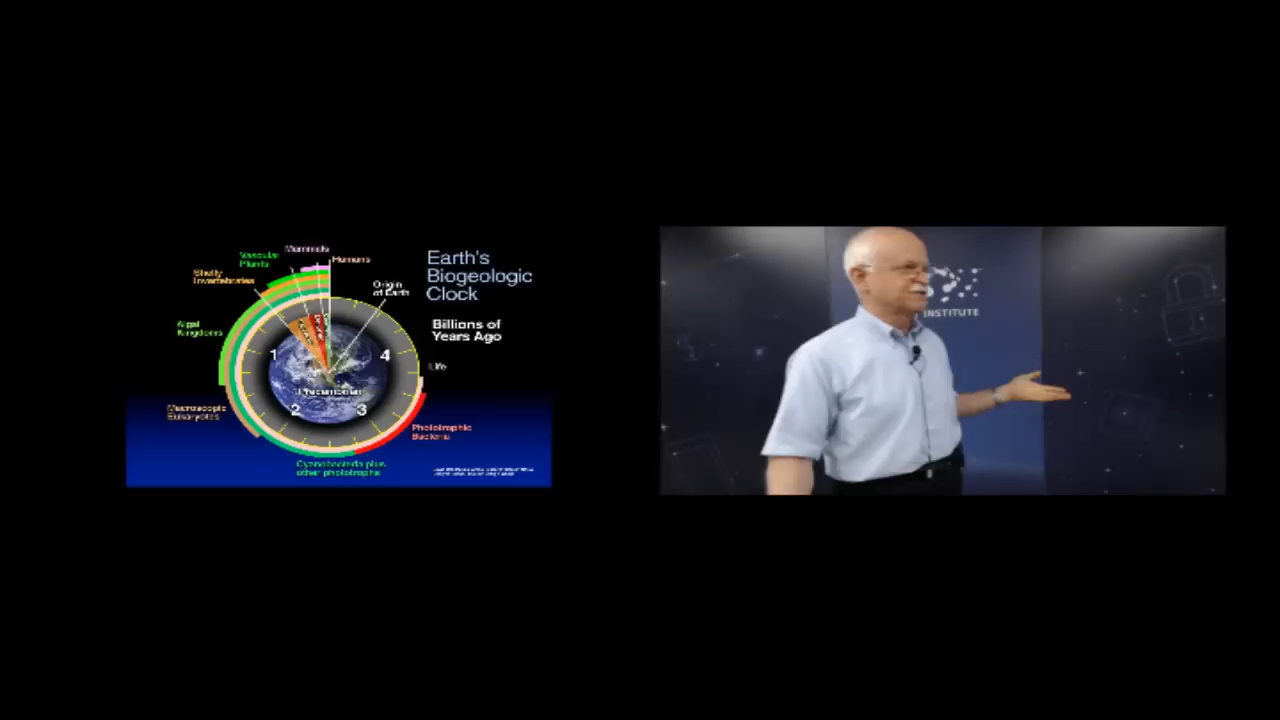 Earth's
Biogeologic
Clock
Billions of
Years Ago
Mammals
Humans
Vascular
Plants
Shelly
Invertebrates
Origin
of Earth
Algal
Kingdoms
1
4
Life
Precambrian
2
3
Macroscopic
Eukaryotes
Phototrophic
Bacteria
Cyanobacteria plus
other phototrophs
INSTITUTE